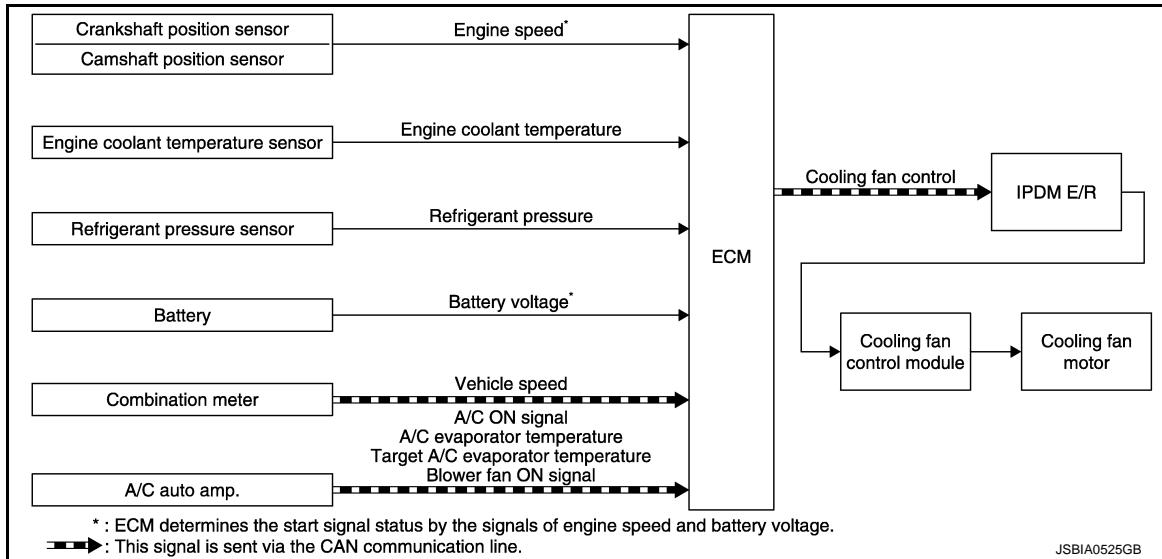 Crankshaft position sensor
Camshaft position sensor
Engine speed*
Engine coolant temperature sensor
Engine coolant temperature
Refrigerant pressure sensor
Refrigerant pressure
Battery
Battery voltage*
Combination meter
Vehicle speed
A/C auto amp.
A/C ON signal
A/C evaporator temperature
Target A/C evaporator temperature
Blower fan ON signal
ECM
Cooling fan control
IPDM E/R
Cooling fan
control module
Cooling fan
motor
* : ECM determines the start signal status by the signals of engine speed and battery voltage.
: This signal is sent via the CAN communication line.
JSBIA0525GB